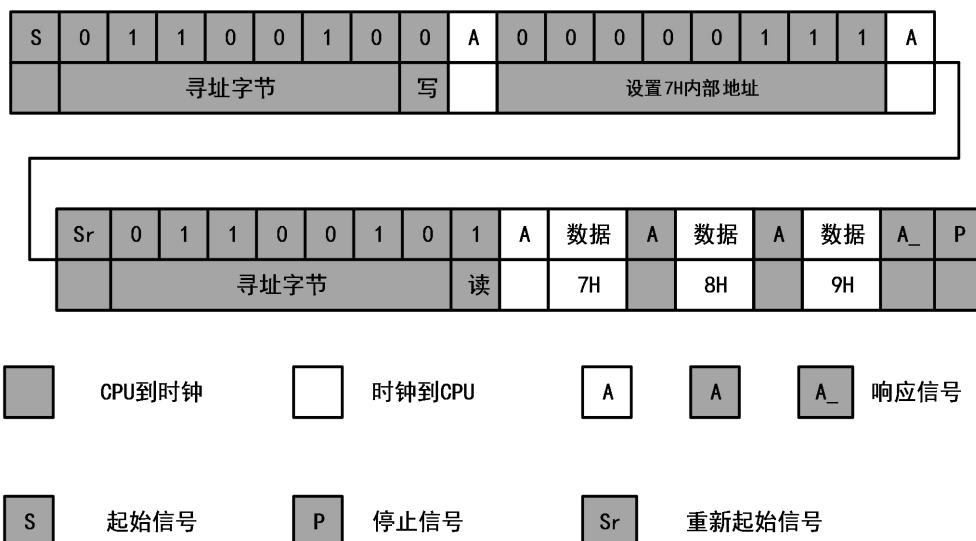 S 0 1 1 0 0 1 0 0 A 0 0 0 0 0 1 1 1 A
寻址字节 写 设置7H内部地址
Sr 0 1 1 0 0 1 0 1 A 数据 A 数据 A 数据 A_ P
寻址字节 读 7H 8H 9H
CPU到时钟 时钟到CPU A A A_ 响应信号
S 起始信号 P 停止信号 Sr 重新起始信号